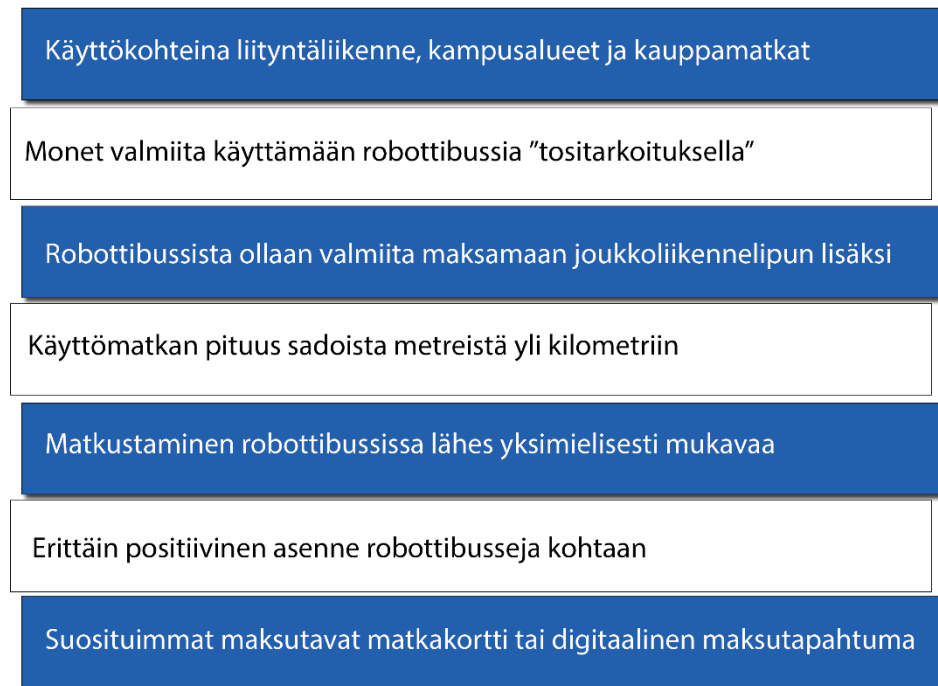 Käyttökohteina liityntäliikenne, kampusalueet ja kauppamatkat
Monet valmiita käyttämään robottibussia ”tositarkoituksella”
Robottibussista ollaan valmiita maksamaan joukkoliikennelipun lisäksi
Käyttömatkan pituus sadoista metreistä yli kilometriin
Matkustaminen robottibussissa lähes yksimielisesti mukavaa
Erittäin positiivinen asenne robottibusseja kohtaan
Suosituimmat maksutavat matkakortti tai digitaalinen maksutapahtuma